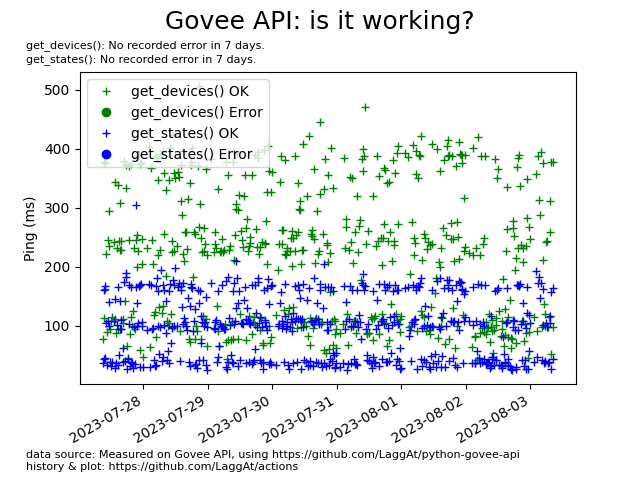 Govee API: is it working?
get_devices(): No recorded error in 7 days.
get_states(): No recorded error in 7 days.
get_devices() OK
get_devices() Error
get_states() OK
get_states() Error
500
400
300
200
100
Ping (ms)
2023-07-28
2023-07-29
2023-07-30
2023-07-31
2023-08-01
2023-08-02
2023-08-03
data source: Measured on Govee API, using https://github.com/LaggAt/python-govee-api
history & plot: https://github.com/LaggAt/actions